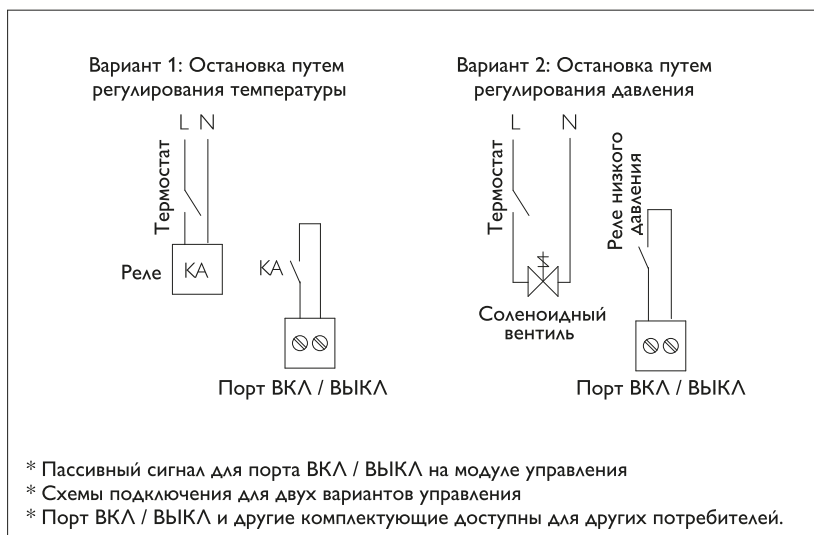 Вариант 1: Остановка путем
регулирования температуры
L N
Термостат
Реле
KA
KA
Порт ВКЛ / ВЫКЛ
Вариант 2: Остановка путем
регулирования давления
L N
Термостат
Соленоидный
вентиль
Реле низкого
давления
Порт ВКЛ / ВЫКЛ
* Пассивный сигнал для порта ВКЛ / ВЫКЛ на модуле управления
* Схемы подключения для двух вариантов управления
* Порт ВКЛ / ВЫКЛ и другие комплектующие доступны для других потребителей.